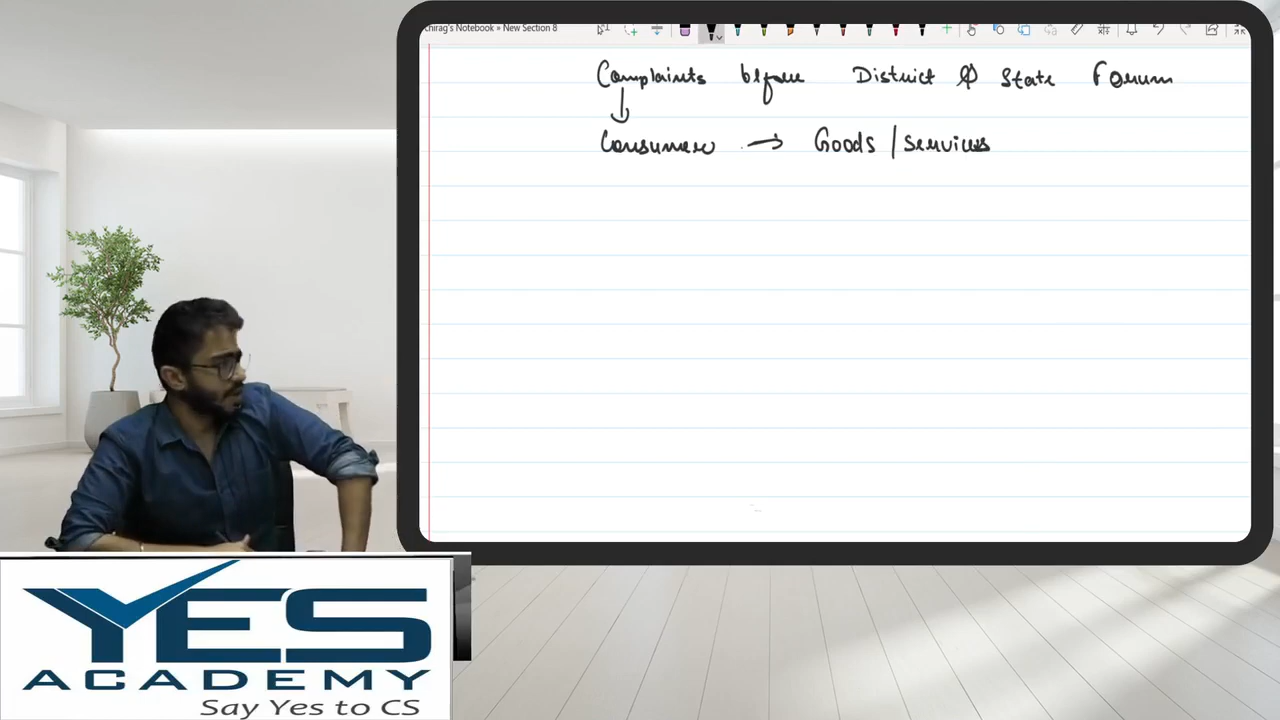 chirag's Notebook » New Section 8
Complaints before District & State Forum
Consumer → Goods / Services
YES
ACADEMY
Say Yes to CS